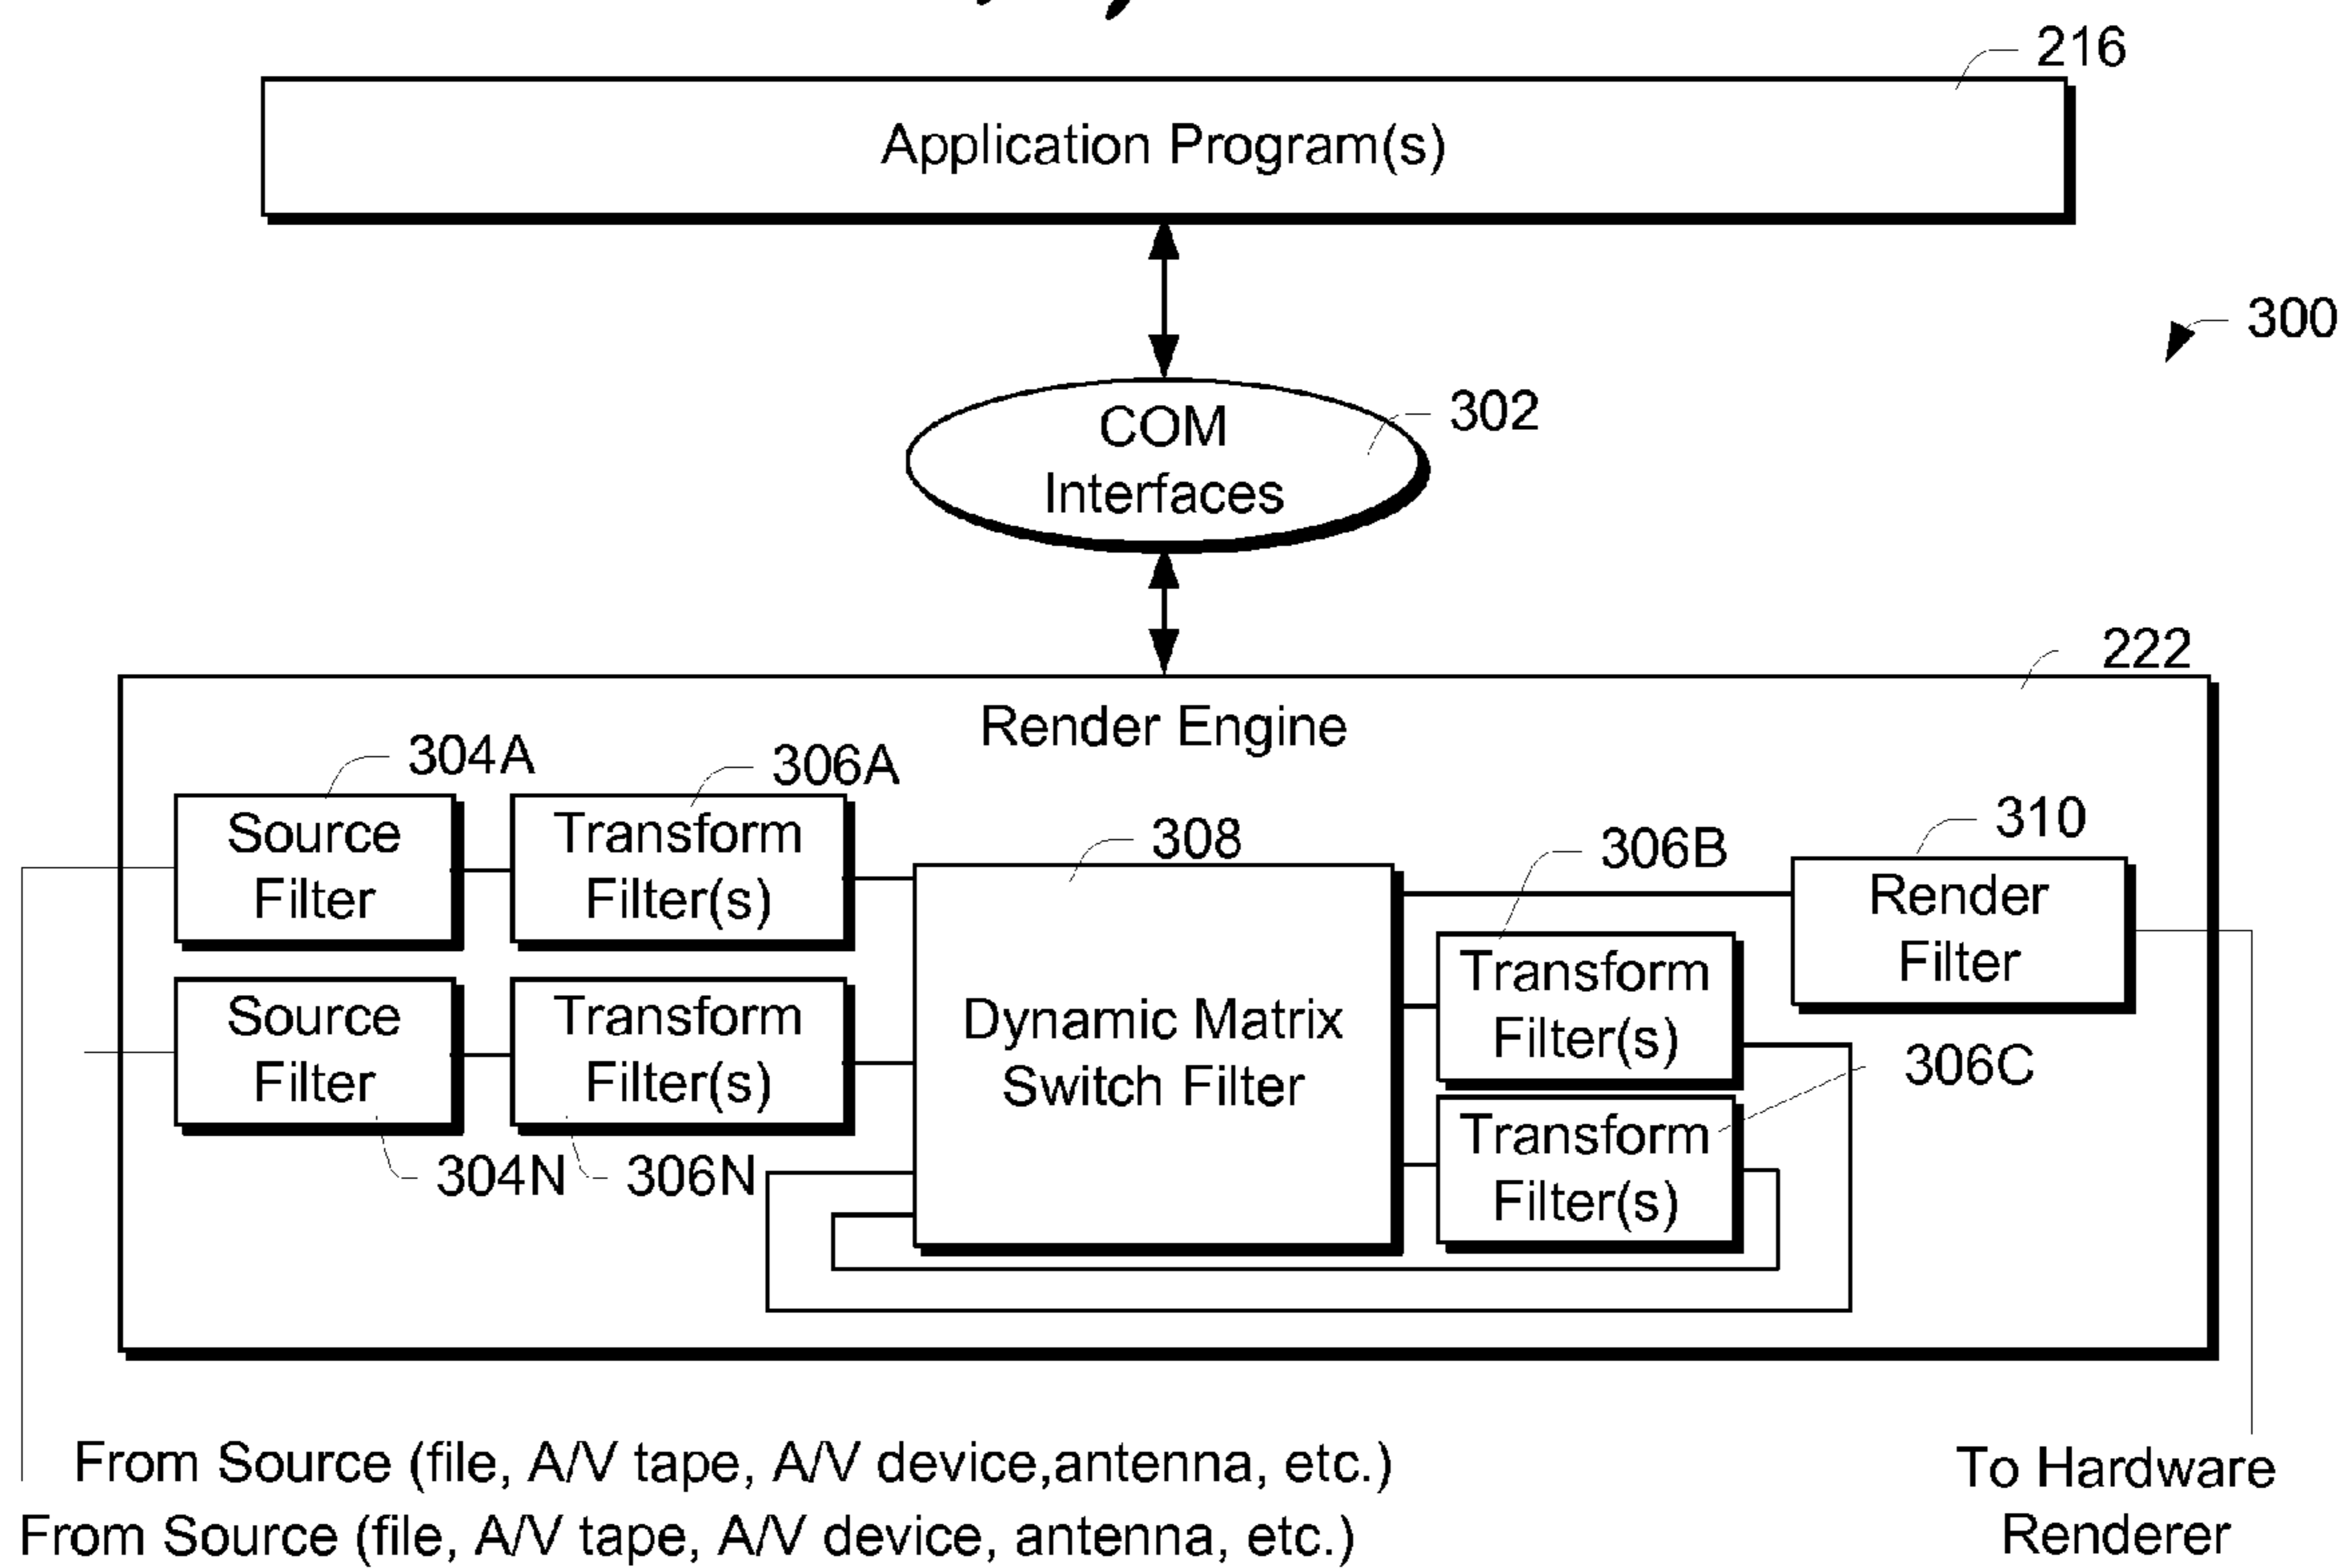 216
Application Program(s)
300
COM
302
Interfaces
222
Render Engine
304A
306A
Source
Filter
Transform
Filter(s)
308
306B
310
Render
Filter
Source
Filter
Transform
Filter(s)
Dynamic Matrix
Switch Filter
Transform
Filter(s)
306C
Transform
Filter(s)
304N
306N
From Source (file, A/V tape, A/V device,antenna, etc.)
From Source (file, A/V tape, A/V device, antenna, etc.)
To Hardware
Renderer